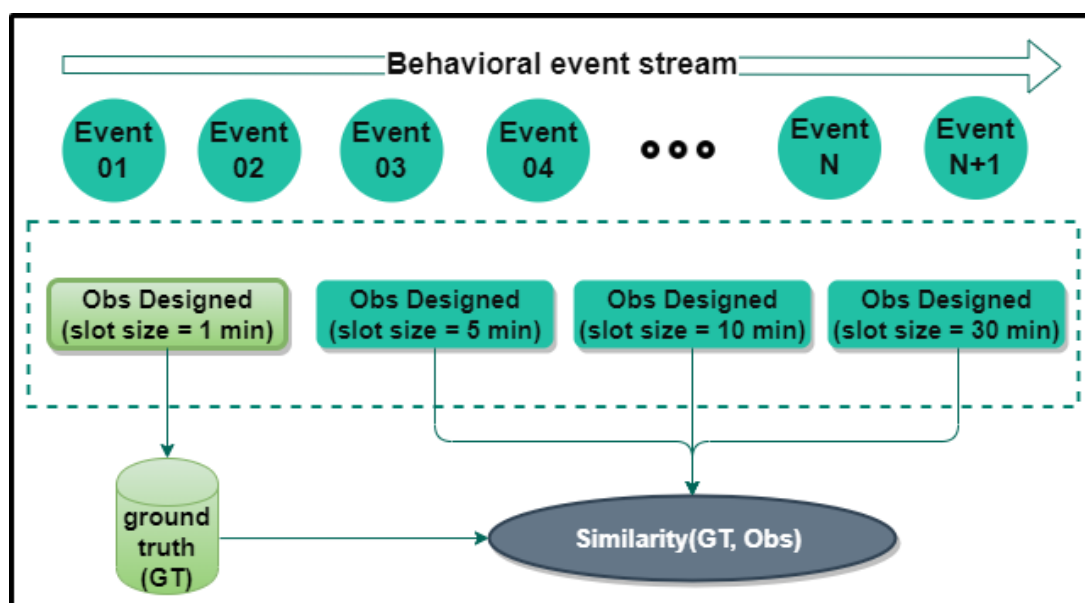 Behavioral event stream
Event
01
Event
02
Event
03
Event
04
Event
N
Event
N+1
Obs Designed
(slot size = 1 min)
Obs Designed
(slot size = 5 min)
Obs Designed
(slot size = 10 min)
Obs Designed
(slot size = 30 min)
ground
truth
(GT)
Similarity(GT, Obs)